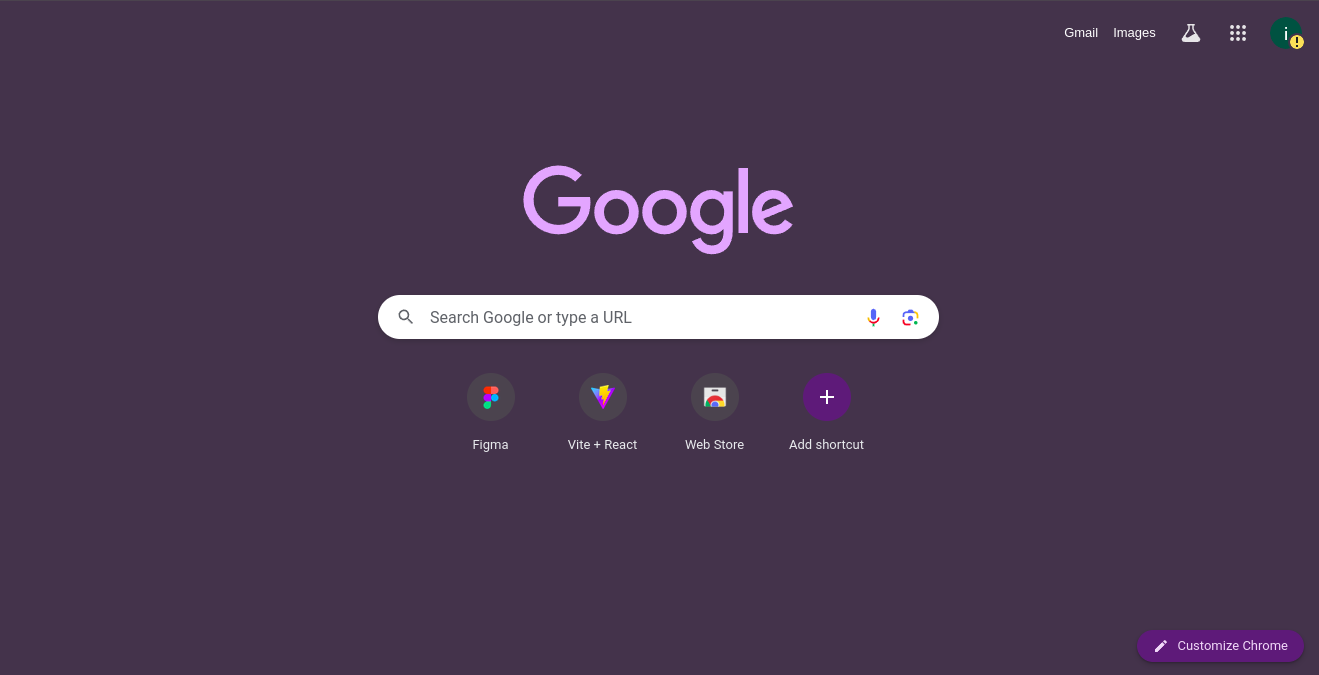 Gmail Images
i
Google
Search Google or type a URL
Figma
Vite + React
Web Store
Add shortcut
Customize Chrome